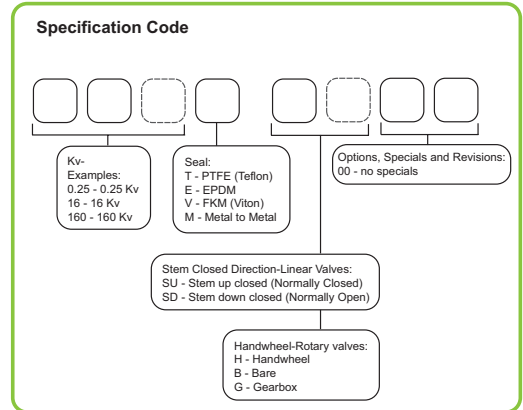 Specification Code
Kv-
Examples:
0.25 - 0.25 Kv
16 - 16 Kv
160 - 160 Kv
Seal:
T - PTFE (Teflon)
E - EPDM
V - FKM (Viton)
M - Metal to Metal
Options, Specials and Revisions:
00 - no specials
Stem Closed Direction-Linear Valves:
SU - Stem up closed (Normally Closed)
SD - Stem down closed (Normally Open)
Handwheel-Rotary valves:
H - Handwheel
B - Bare
G - Gearbox